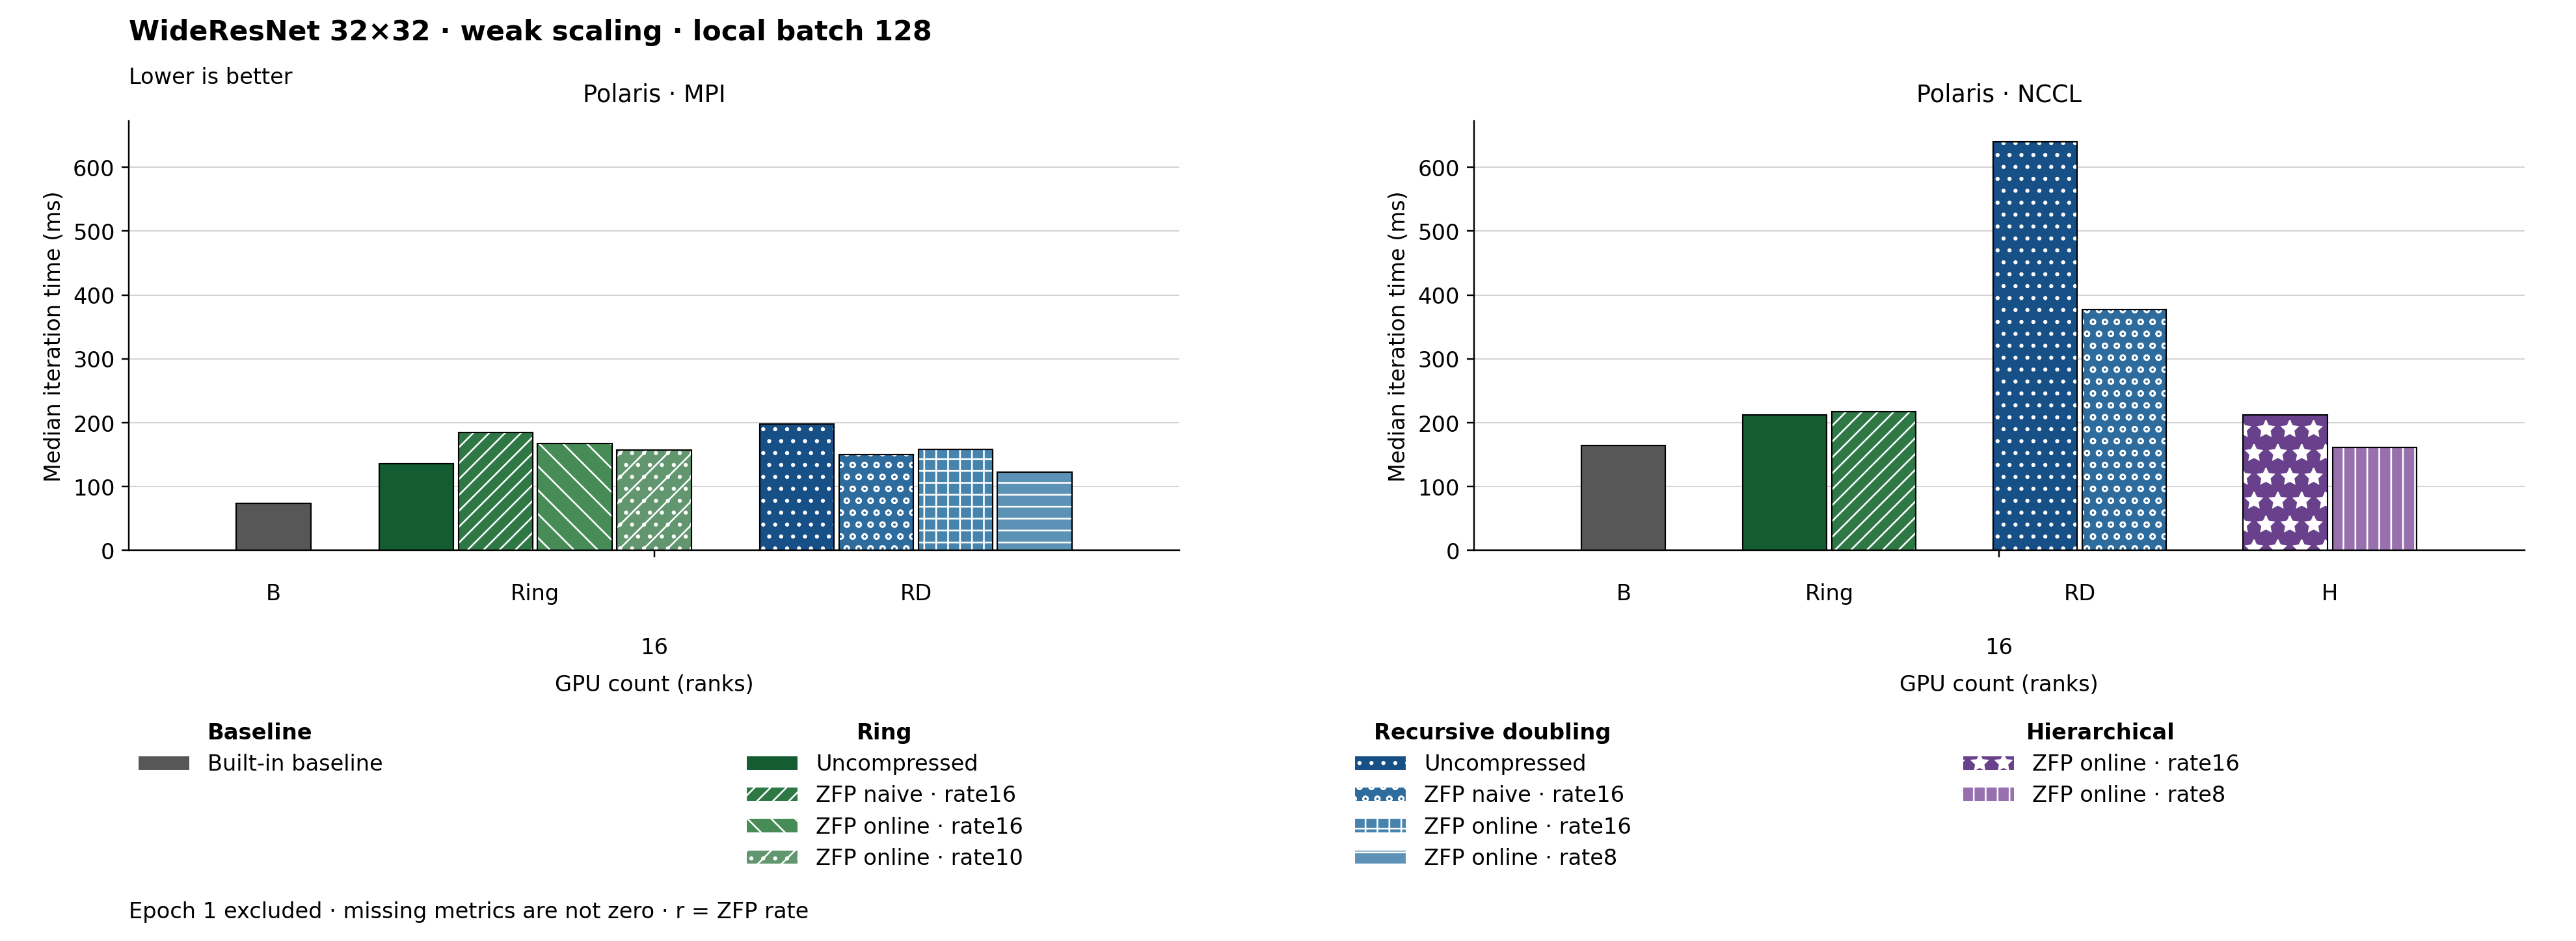 WideResNet 32×32 · weak scaling · local batch 128
Lower is better
Polaris · MPI
Median iteration time (ms)
600
500
400
300
200
100
0
B Ring RD
16
GPU count (ranks)
Polaris · NCCL
Median iteration time (ms)
600
500
400
300
200
100
0
B Ring RD H
16
GPU count (ranks)
Baseline
Built-in baseline
Ring
Uncompressed
ZFP naive · rate16
ZFP online · rate16
ZFP online · rate10
Recursive doubling
Uncompressed
ZFP naive · rate16
ZFP online · rate16
ZFP online · rate8
Hierarchical
ZFP online · rate16
ZFP online · rate8
Epoch 1 excluded · missing metrics are not zero · r = ZFP rate